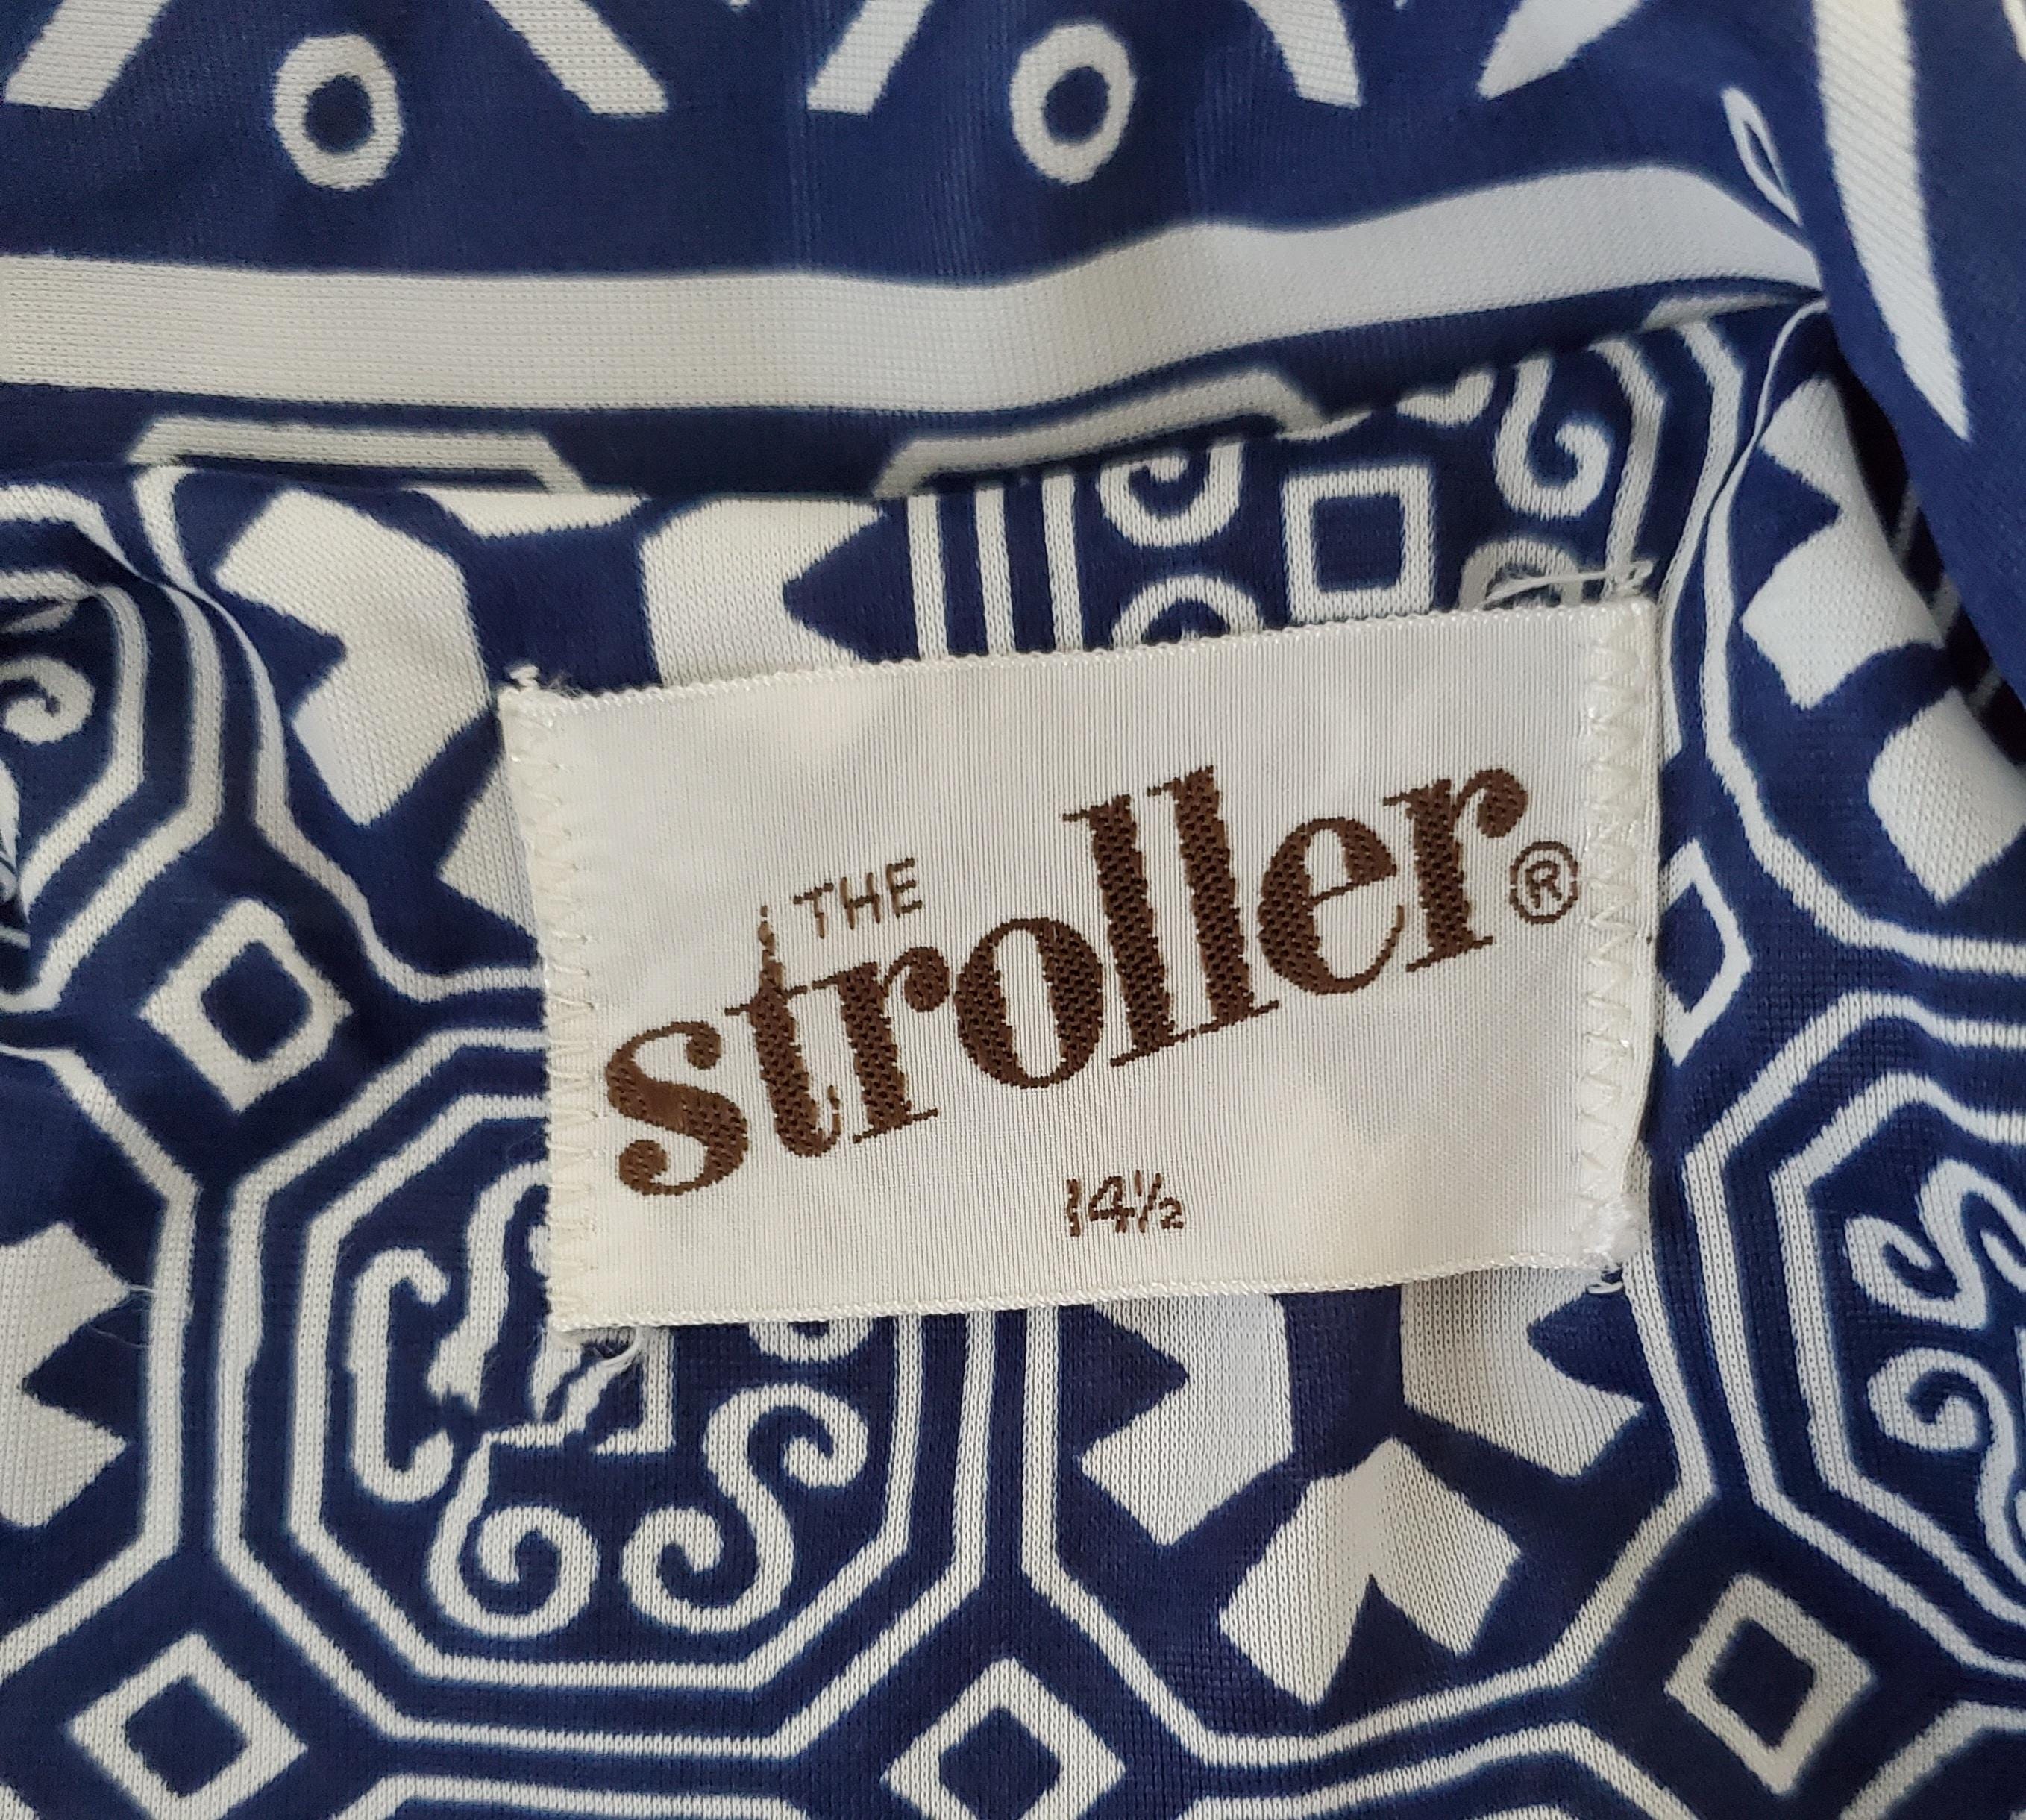 THE
stroller®
14½